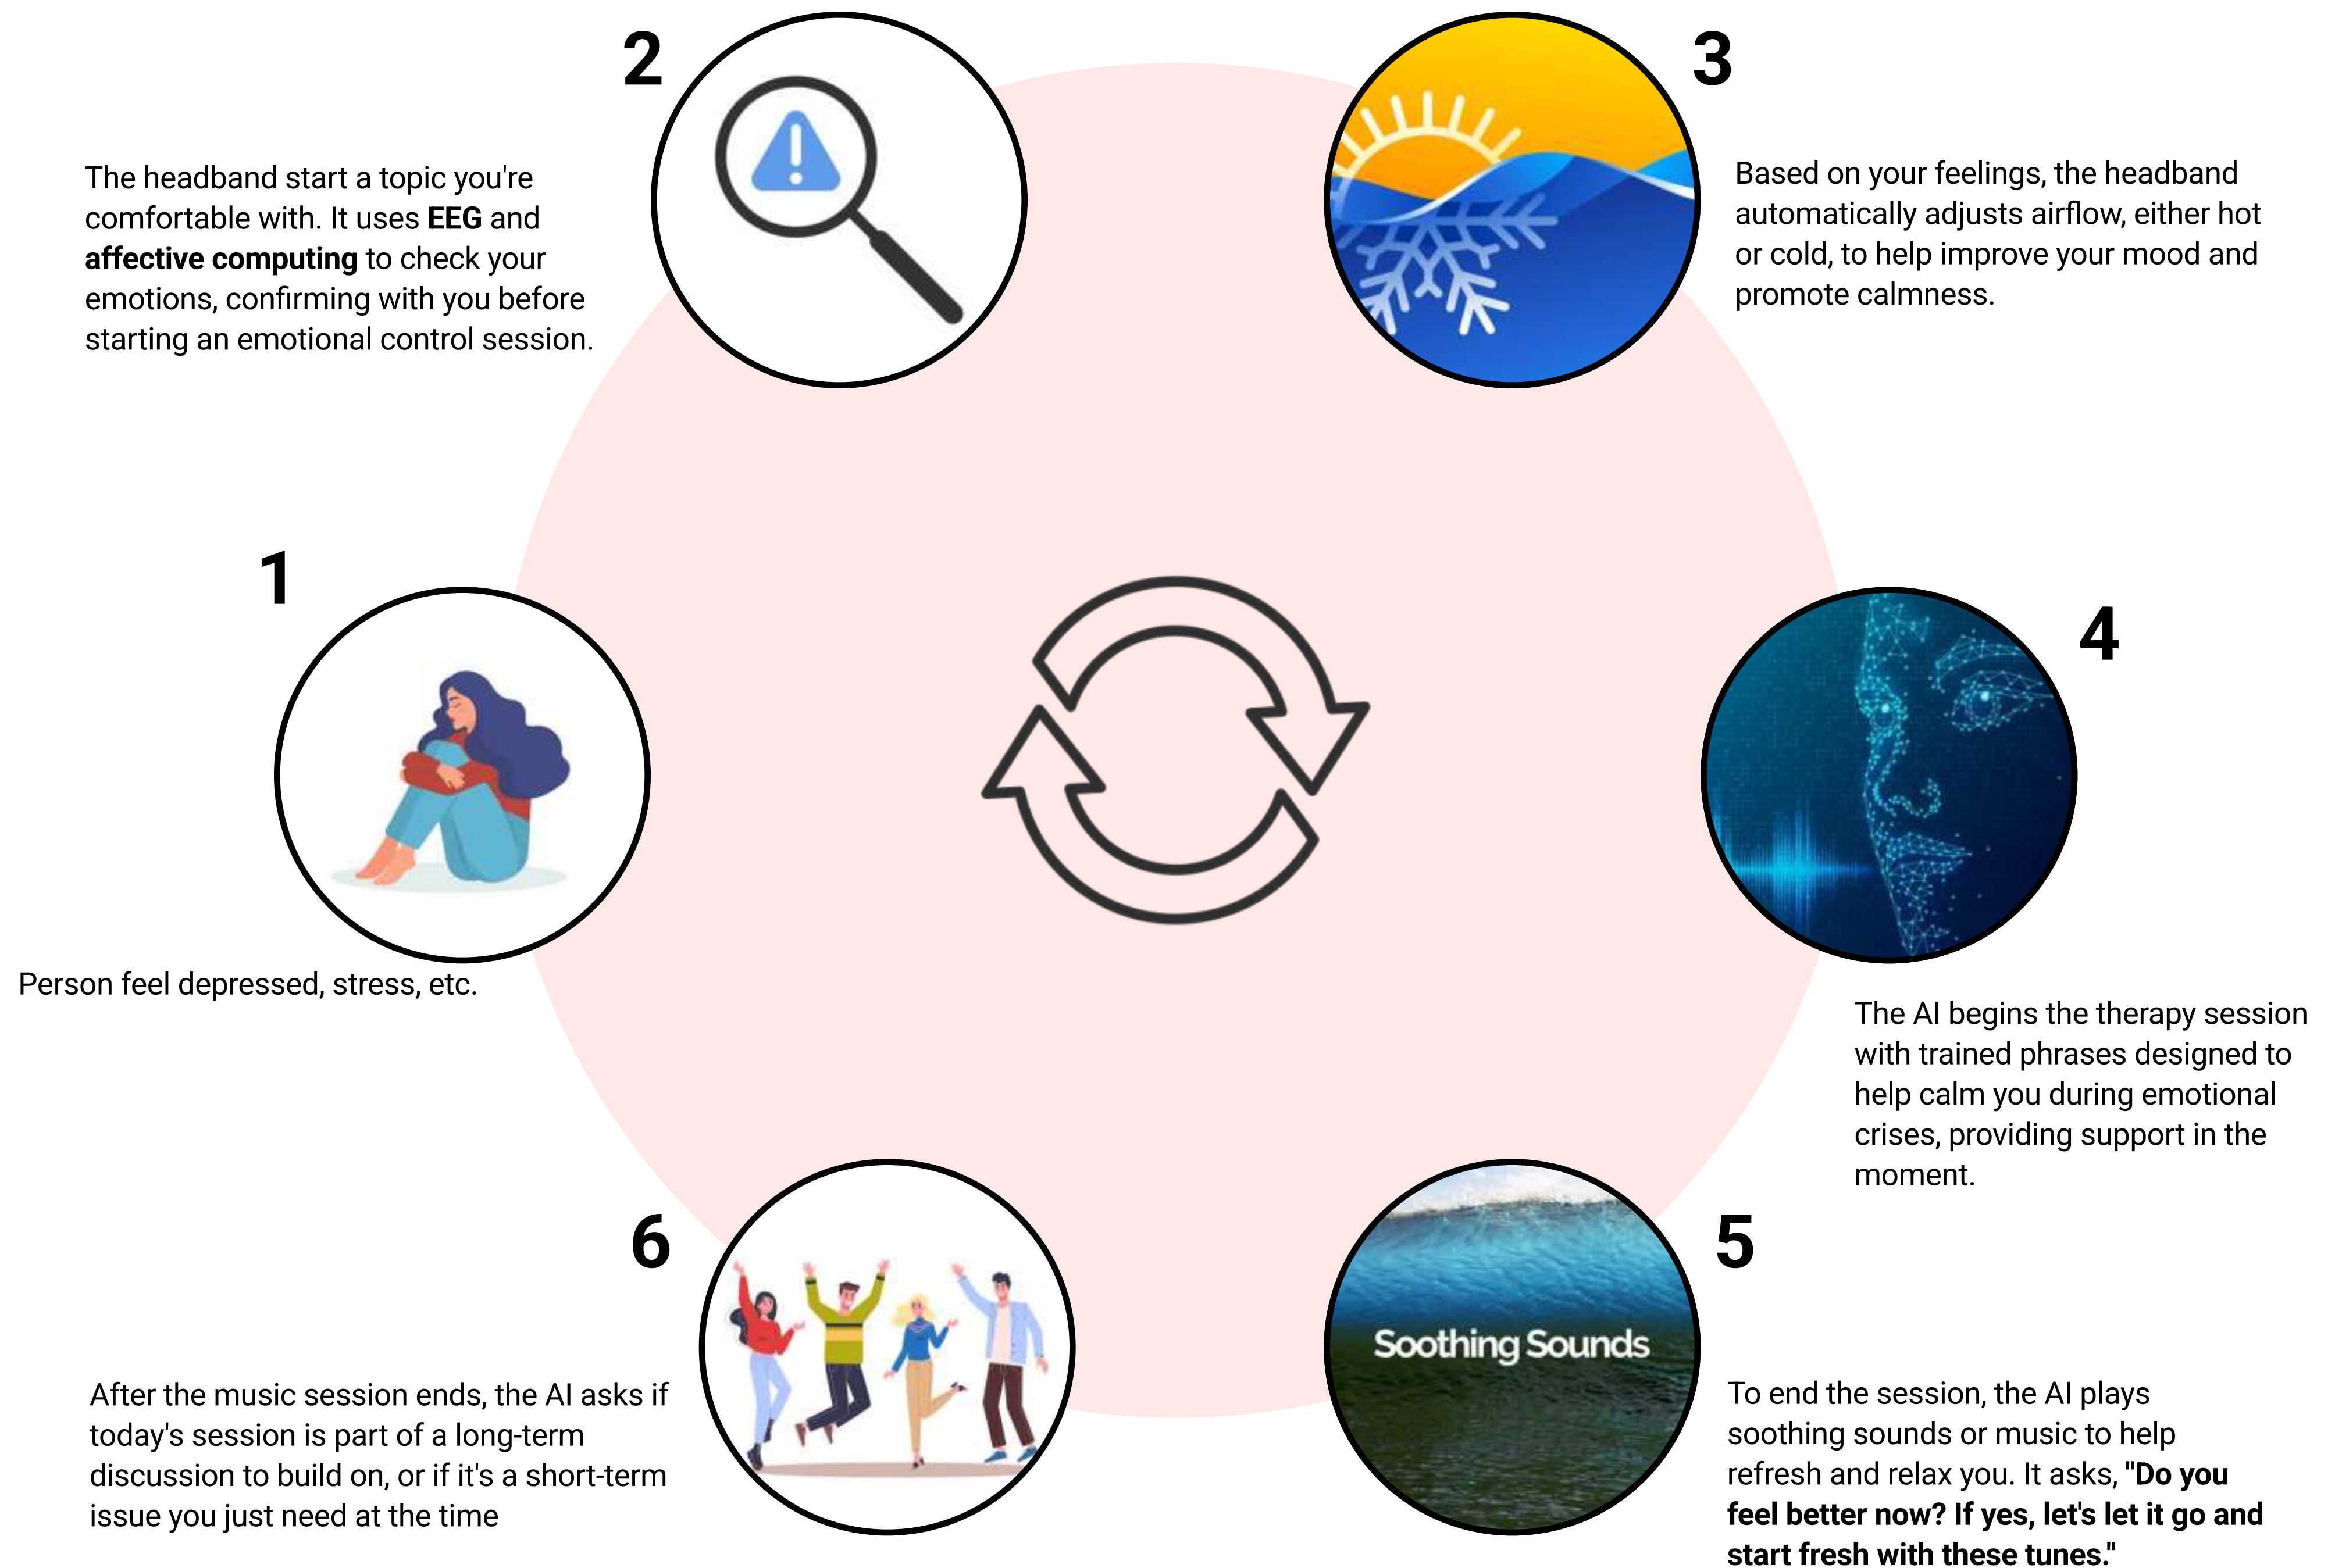 1
Person feel depressed, stress, etc.
2
The headband start a topic you're
comfortable with. It uses EEG and
affective computing to check your
emotions, confirming with you before
starting an emotional control session.
3
Based on your feelings, the headband
automatically adjusts airflow, either hot
or cold, to help improve your mood and
promote calmness.
4
The AI begins the therapy session
with trained phrases designed to
help calm you during emotional
crises, providing support in the
moment.
5
Soothing Sounds
To end the session, the AI plays
soothing sounds or music to help
refresh and relax you. It asks, "Do you
feel better now? If yes, let's let it go and
start fresh with these tunes."
6
After the music session ends, the AI asks if
today's session is part of a long-term
discussion to build on, or if it's a short-term
issue you just need at the time